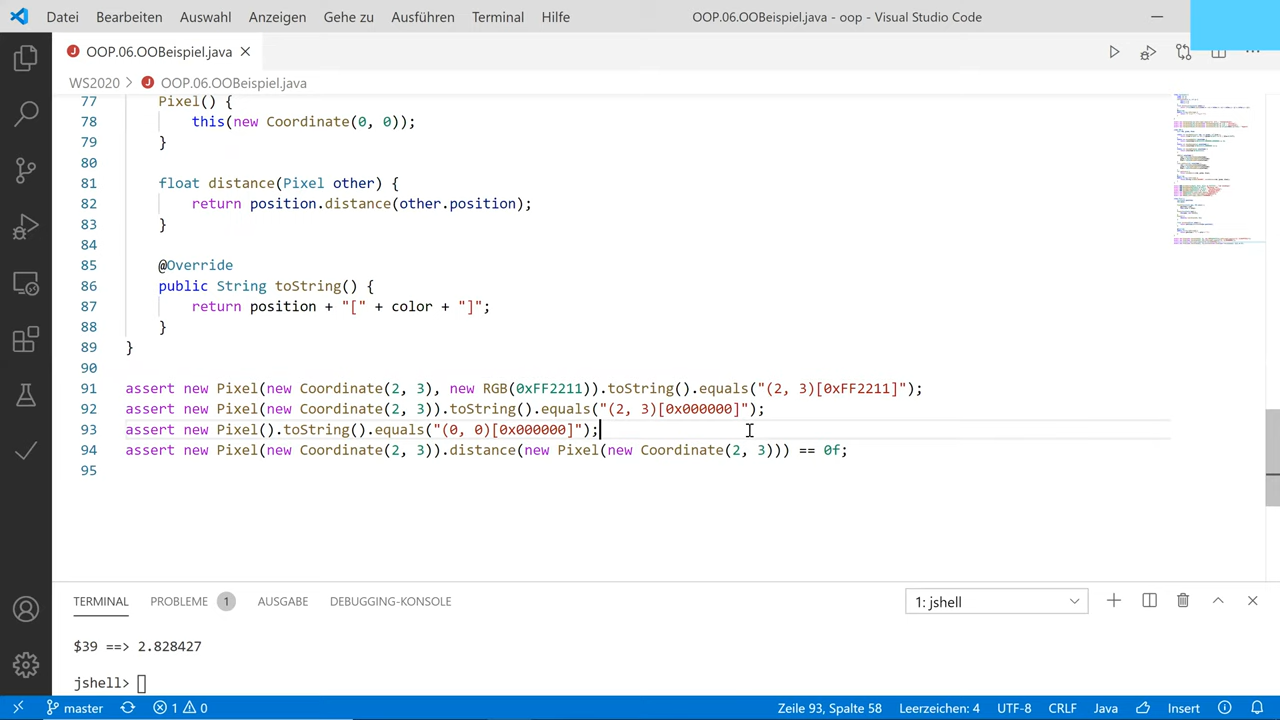 Datei Bearbeiten Auswahl Anzeigen Gehe zu Ausführen Terminal Hilfe OOP.06.OOBeispiel.java - oop - Visual Studio Code
J OOP.06.OOBeispiel.java
WS2020 > J OOP.06.OOBeispiel.java
77 Pixel() {
78 this(new Coordinate(0, 0));
79 }
80
81 float distance(Pixel other) {
82 return position.distance(other.position);
83 }
84
85 @Override
86 public String toString() {
87 return position + "[" + color + "]";
88 }
89 }
90
91 assert new Pixel(new Coordinate(2, 3), new RGB(0xFF2211)).toString().equals("(2, 3)[0xFF2211]");
92 assert new Pixel(new Coordinate(2, 3)).toString().equals("(2, 3)[0x000000]");
93 assert new Pixel().toString().equals("(0, 0)[0x000000]");
94 assert new Pixel(new Coordinate(2, 3)).distance(new Pixel(new Coordinate(2, 3))) == 0f;
95
TERMINAL PROBLEME 1 AUSGABE DEBUGGING-KONSOLE 1: jshell
$39 ==> 2.828427
jshell>
master 1 0 Zeile 93, Spalte 58 Leerzeichen: 4 UTF-8 CRLF Java Insert